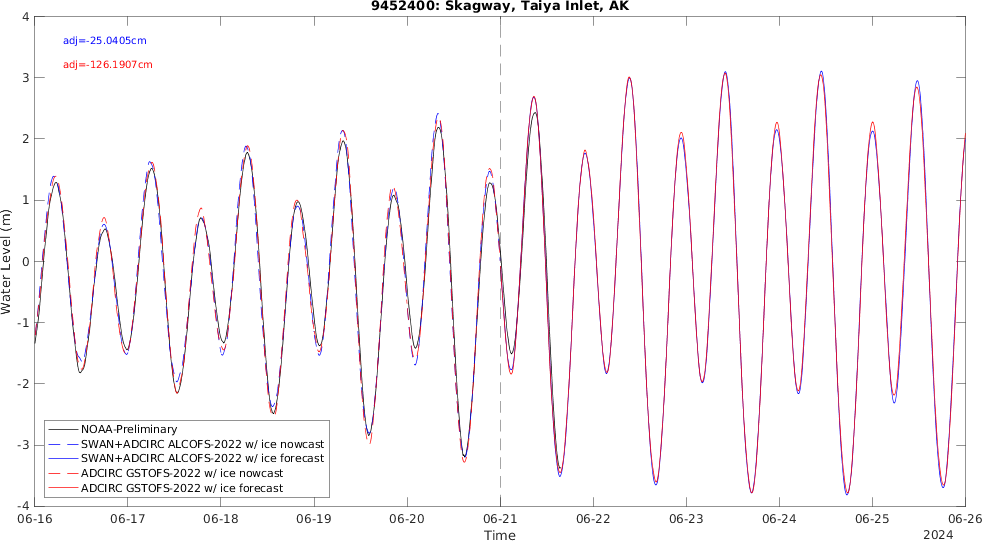 9452400: Skagway, Taiya Inlet, AK
adj=-25.0405cm
adj=-126.1907cm
Water Level (m)
4
3
2
1
0
-1
-2
-3
-4
NOAA-Preliminary
SWAN+ADCIRC ALCOFS-2022 w/ ice nowcast
SWAN+ADCIRC ALCOFS-2022 w/ ice forecast
ADCIRC GSTOFS-2022 w/ ice nowcast
ADCIRC GSTOFS-2022 w/ ice forecast
06-16 06-17 06-18 06-19 06-20 06-21 06-22 06-23 06-24 06-25 06-26
Time
2024